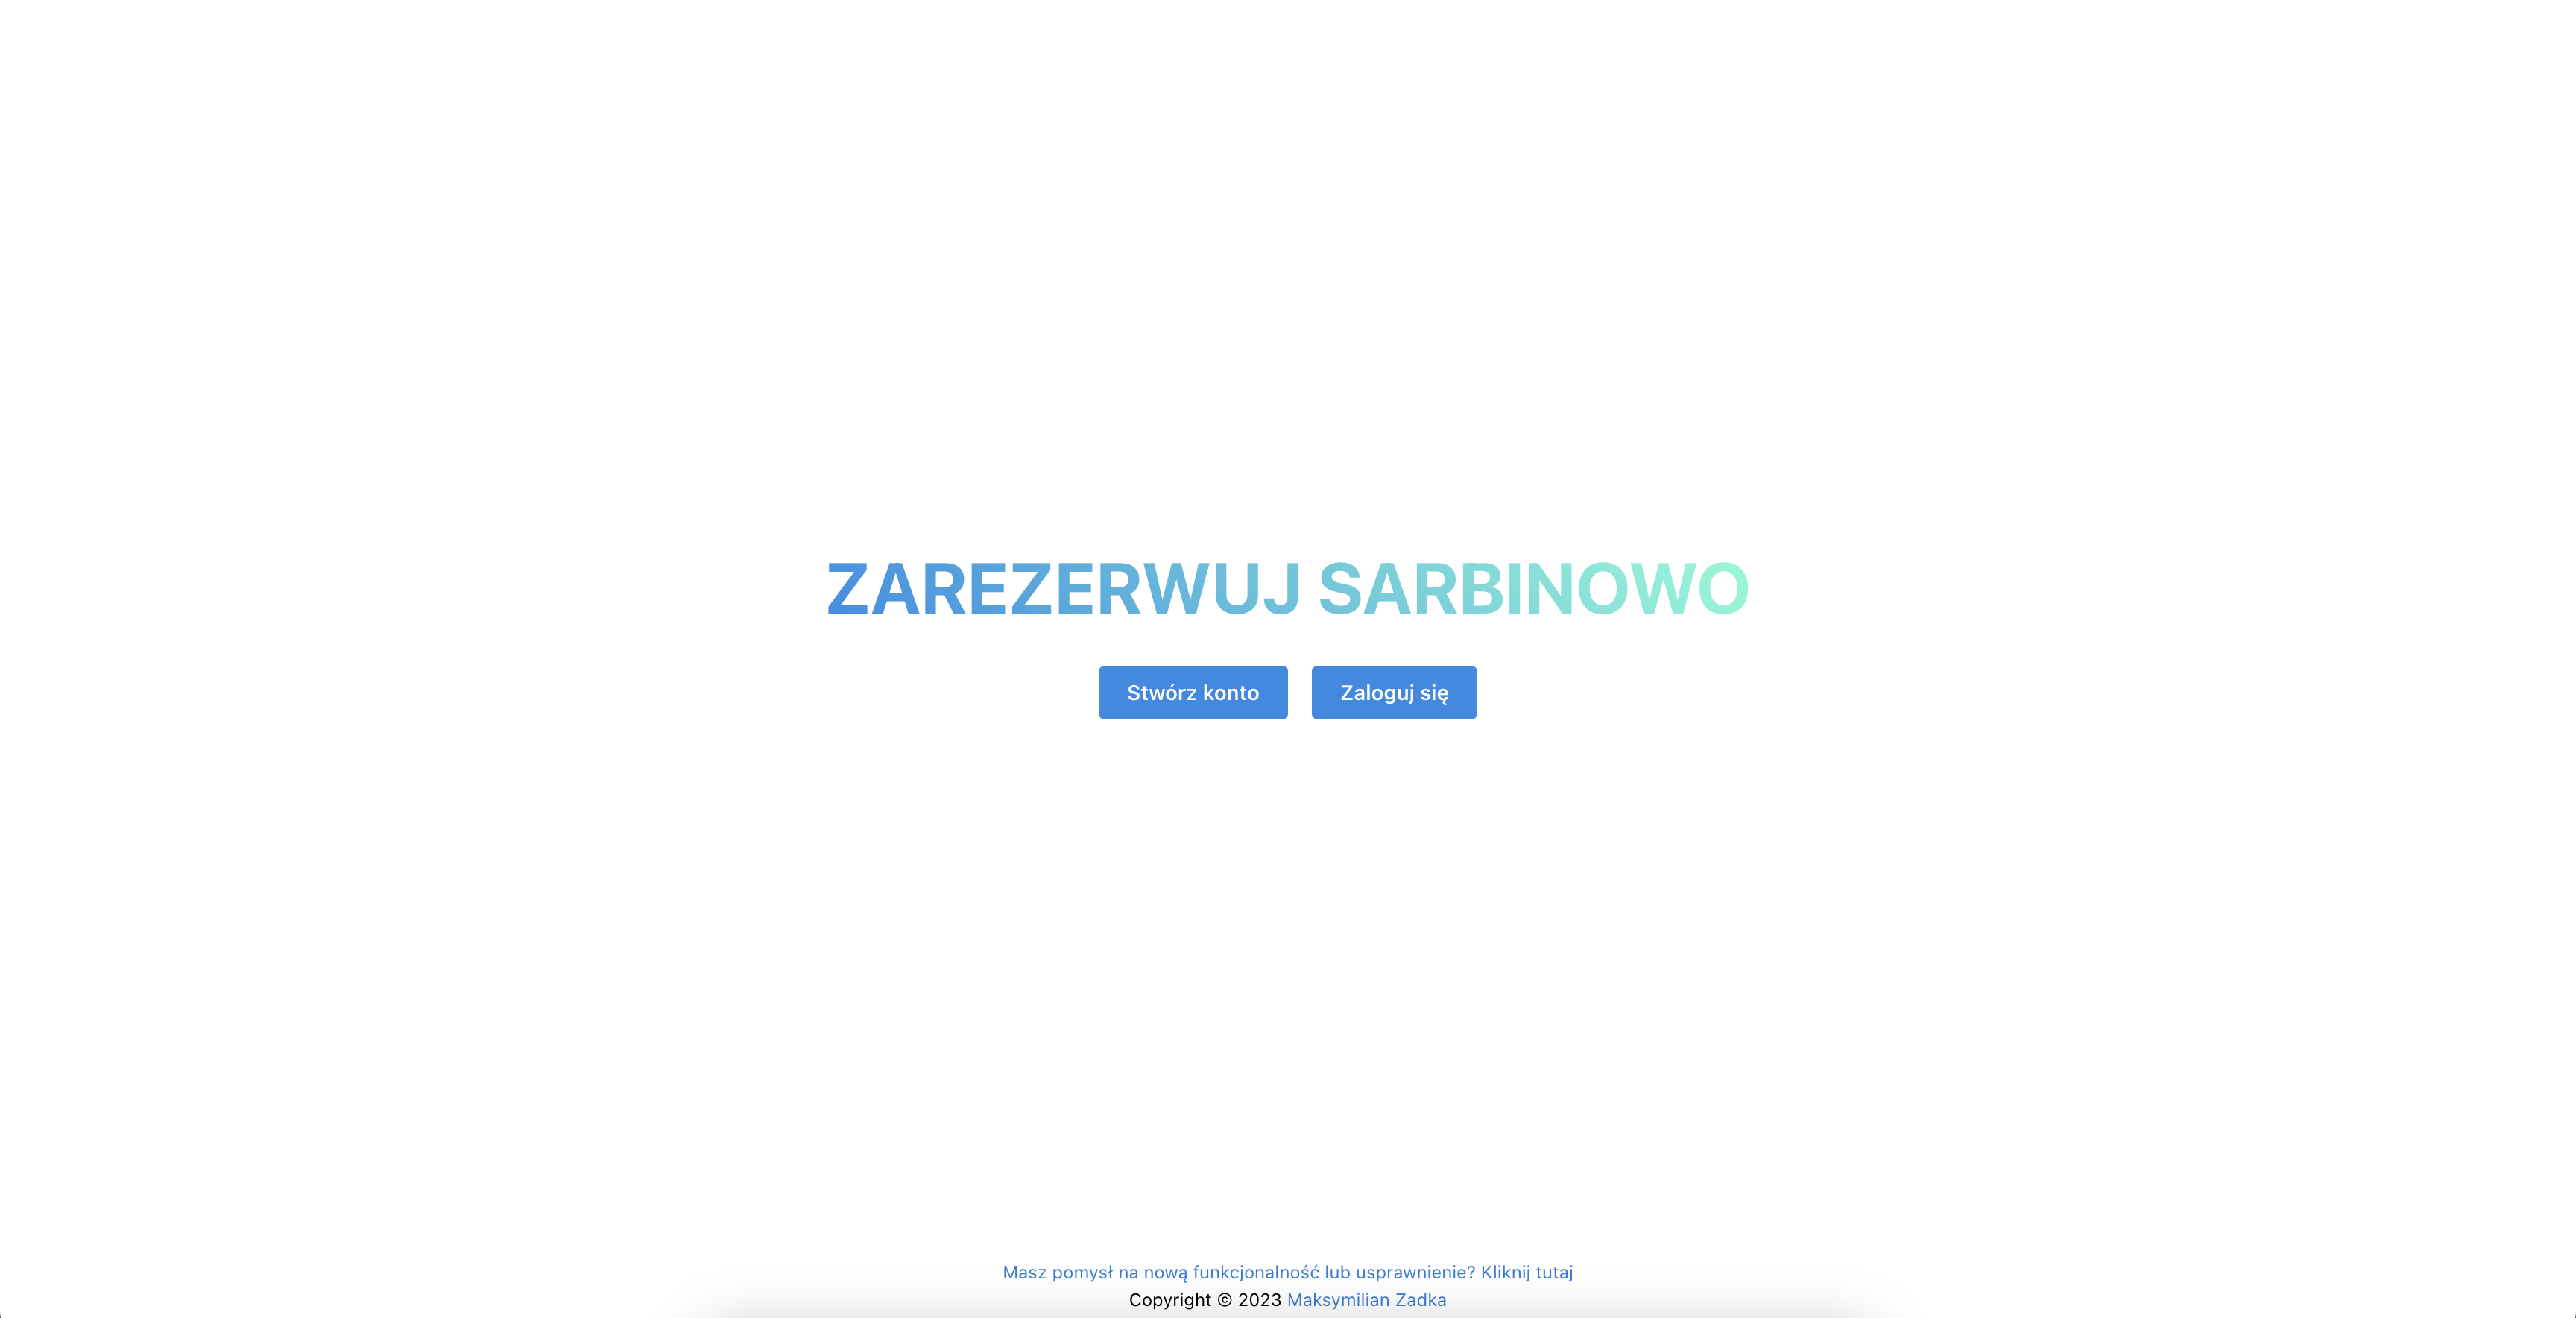 ZAREZERWUJ SARBINOWO
Stwórz konto
Zaloguj się
Masz pomysł na nową funkcjonalność lub usprawnienie? Kliknij tutaj
Copyright © 2023 Maksymilian Zadka